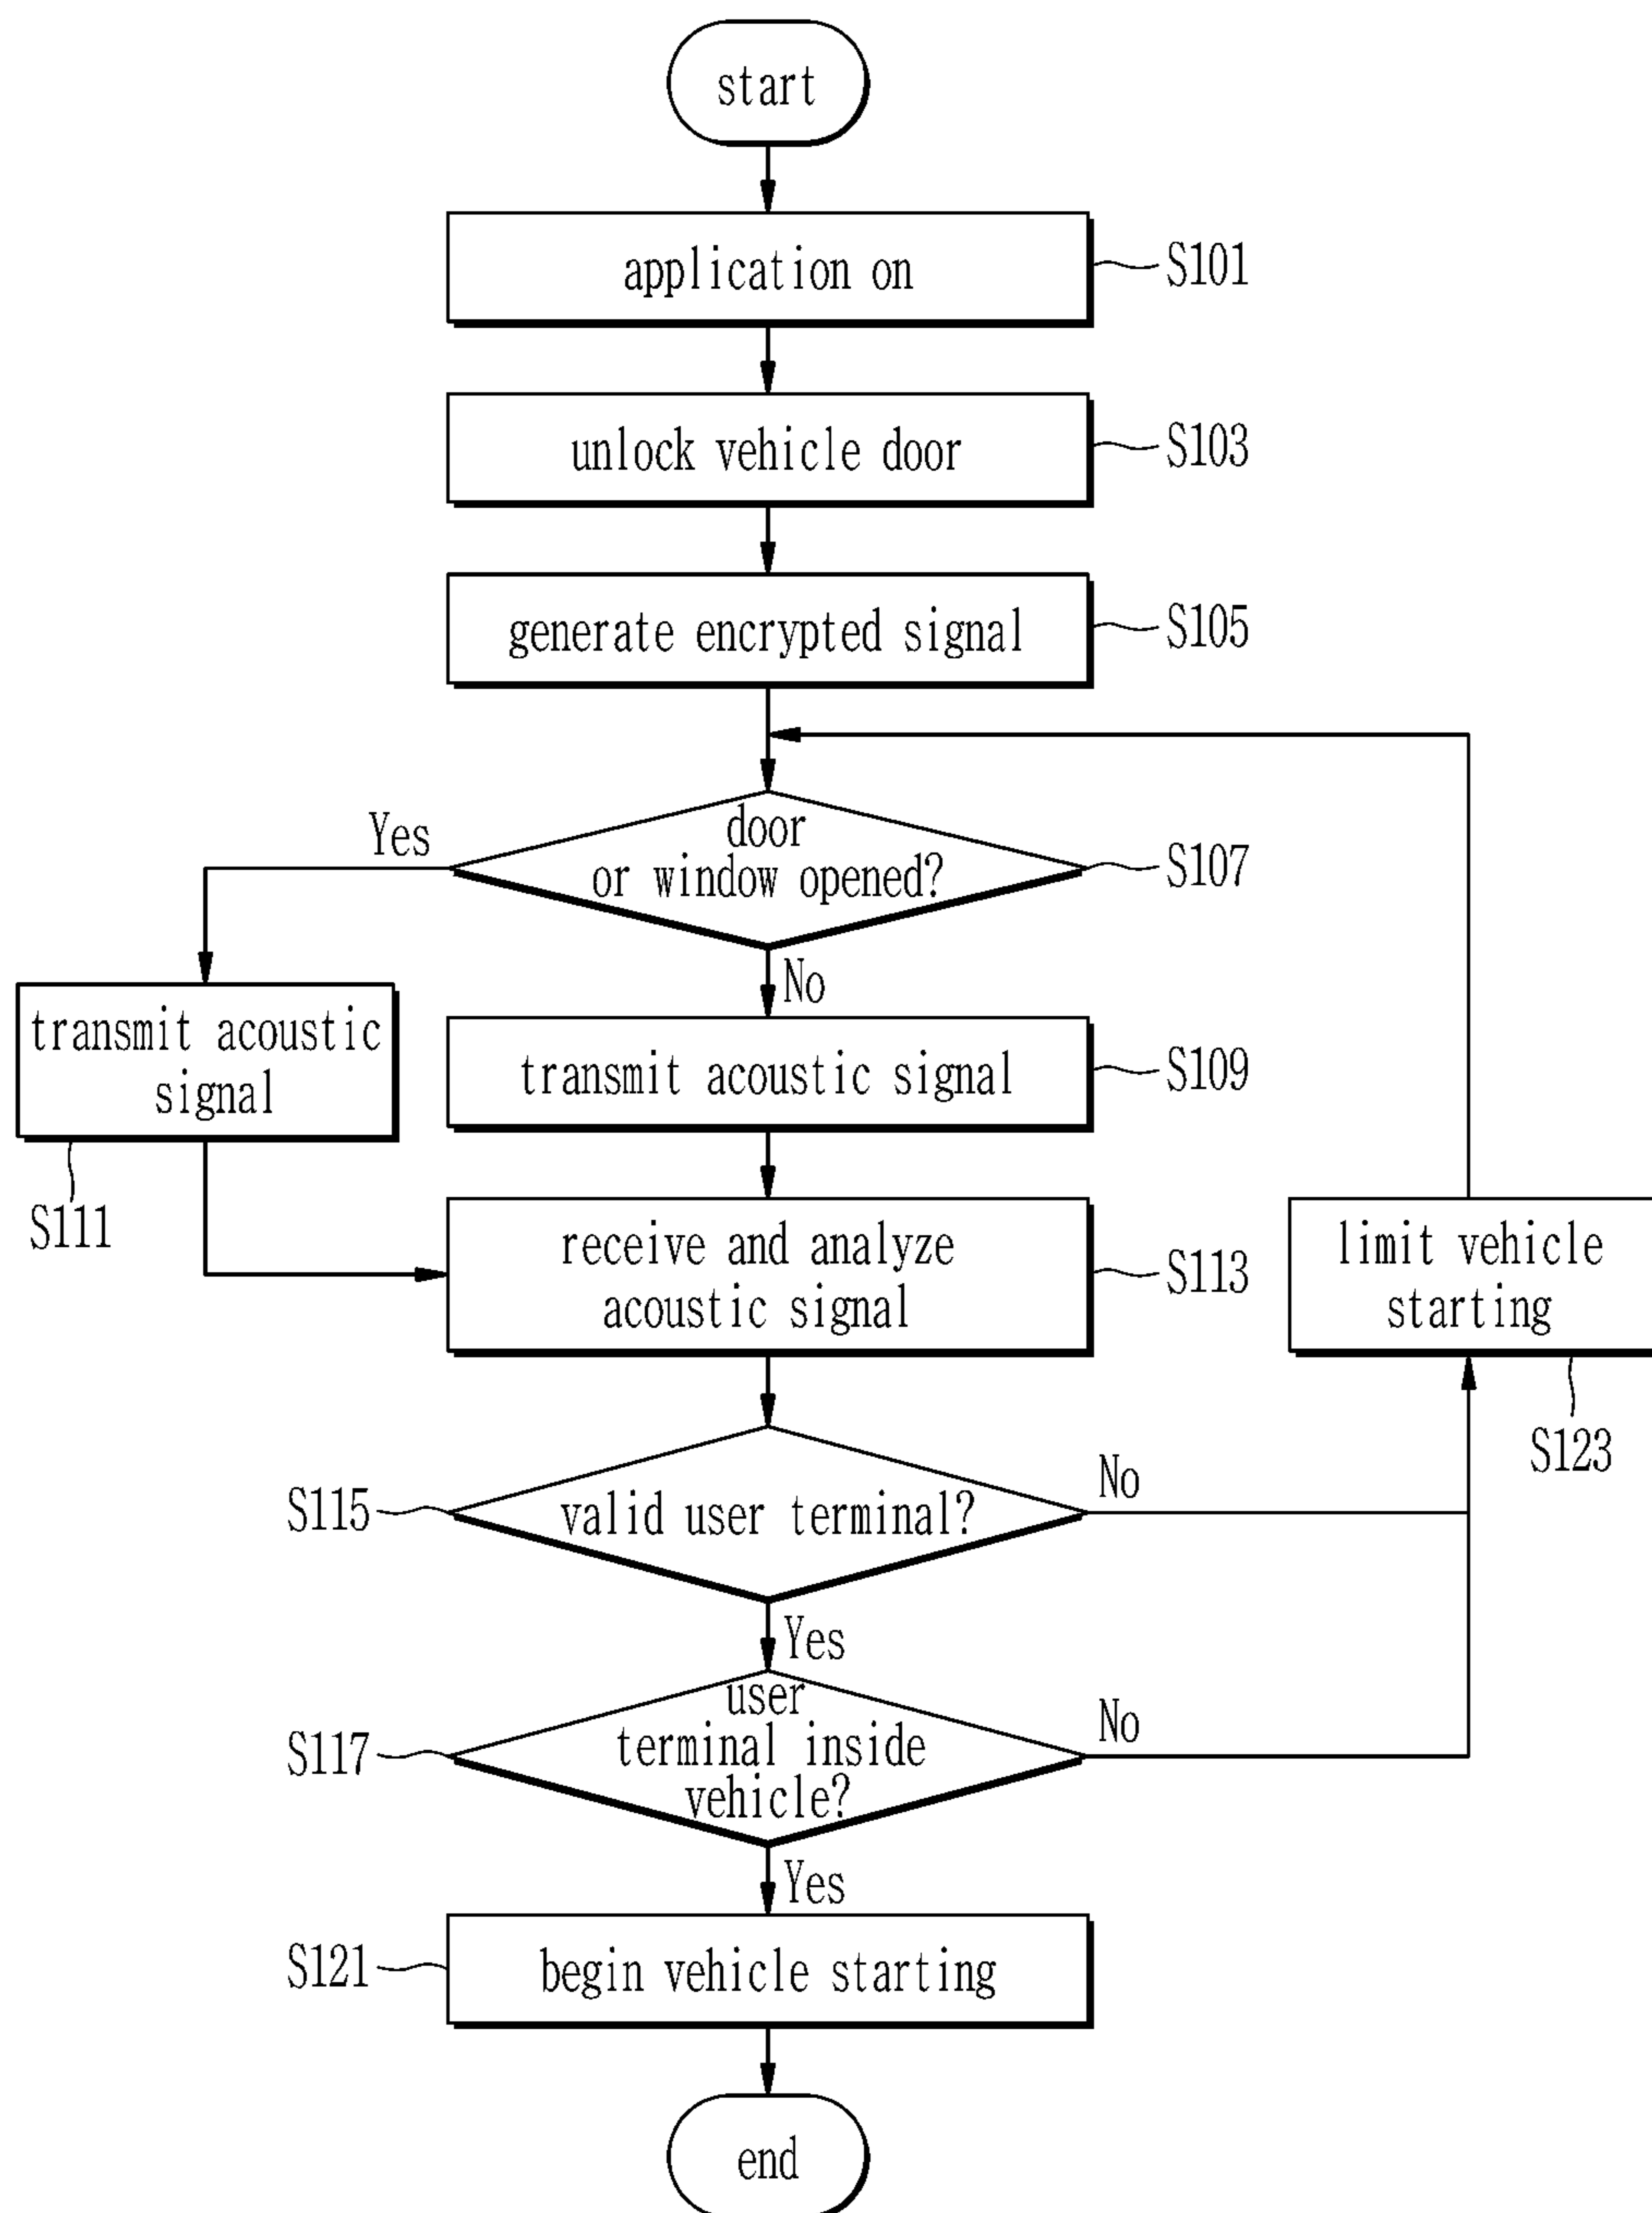 start
application on
S101
unlock vehicle door
S103
generate encrypted signal
S105
Yes
door
or window opened?
S107
No
transmit acoustic
signal
S111
transmit acoustic signal
S109
receive and analyze
acoustic signal
S113
limit vehicle
starting
S123
S115
valid user terminal?
No
Yes
S117
user
terminal inside
vehicle?
No
Yes
S121
begin vehicle starting
end